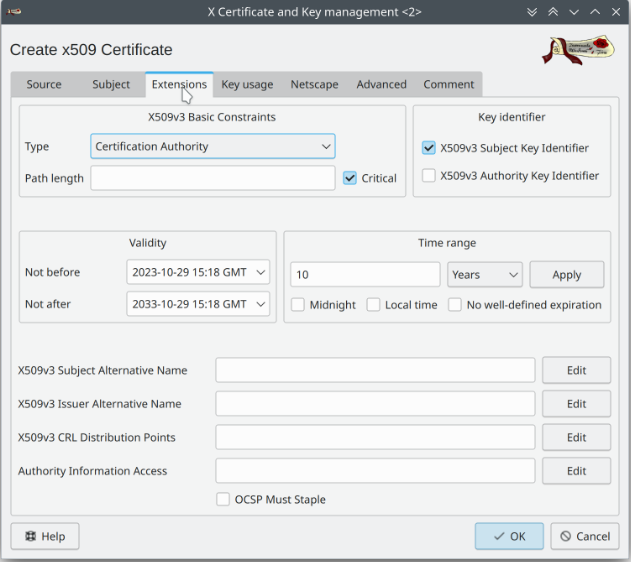 X Certificate and Key management <2>
Create x509 Certificate
Source Subject Extensions Key usage Netscape Advanced Comment
X509v3 Basic Constraints
Type Certification Authority
Path length Critical
Key identifier
X509v3 Subject Key Identifier
X509v3 Authority Key Identifier
Validity
Not before 2023-10-29 15:18 GMT
Not after 2033-10-29 15:18 GMT
Time range
10 Years Apply
Midnight Local time No well-defined expiration
X509v3 Subject Alternative Name Edit
X509v3 Issuer Alternative Name Edit
X509v3 CRL Distribution Points Edit
Authority Information Access Edit
OCSP Must Staple
Help OK Cancel